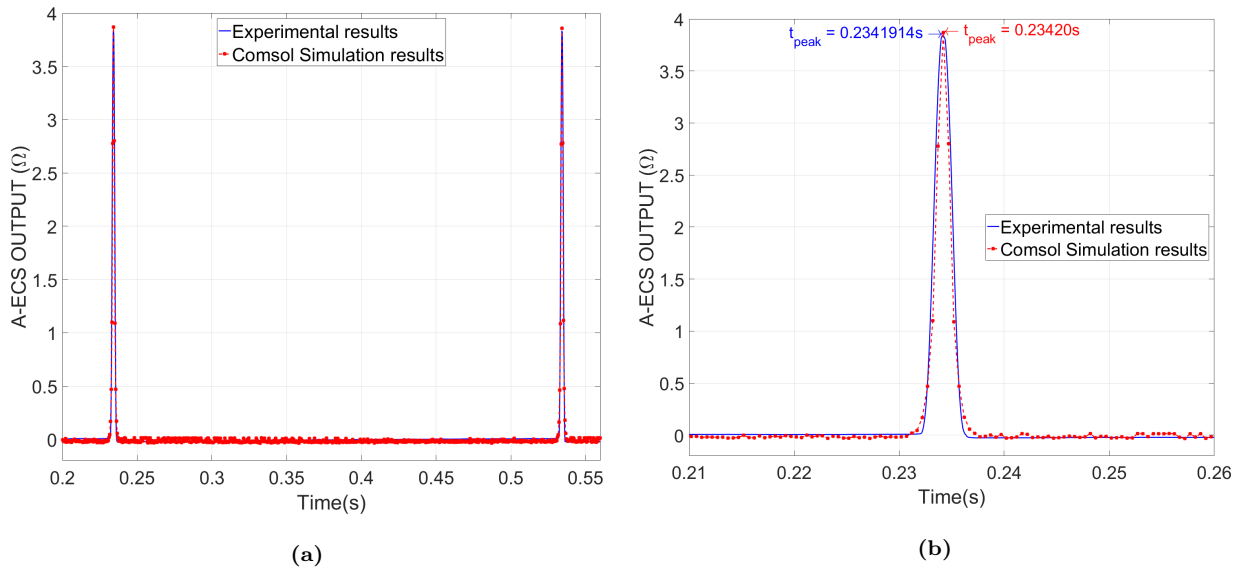 4
3.5
3
2.5
2
1.5
1
0.5
0
A-ECS OUTPUT (Ω)
Experimental results
Comsol Simulation results
0.2
0.25
0.3
0.35
0.4
0.45
0.5
0.55
Time(s)
(a)
4
3.5
3
2.5
2
1.5
1
0.5
0
A-ECS OUTPUT (Ω)
t_peak = 0.2341914s
t_peak = 0.23420s
Experimental results
Comsol Simulation results
0.21
0.22
0.23
0.24
0.25
0.26
Time(s)
(b)